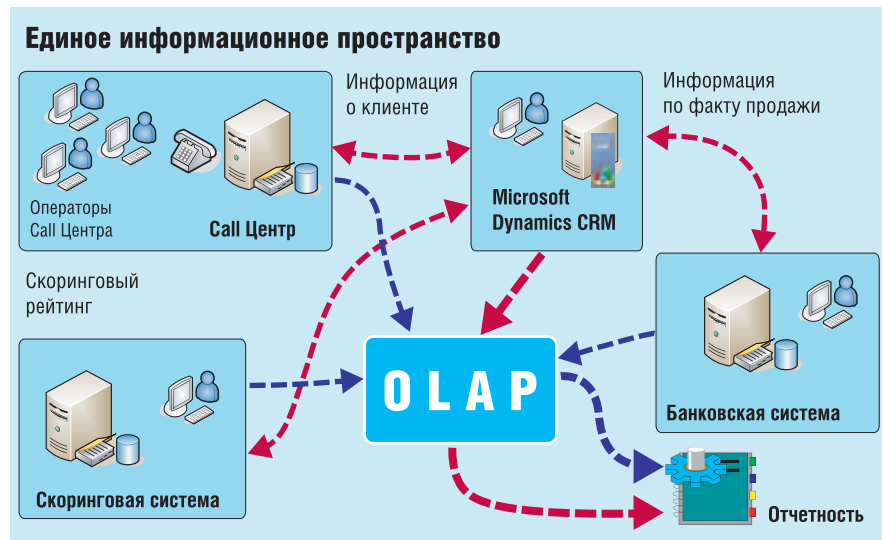 Единое информационное пространство
Информация
о клиенте
Информация
по факту продажи
Операторы
Call Центра
Call Центр
Microsoft
Dynamics CRM
Скоринговый
рейтинг
OLAP
Банковская система
Скоринговая система
Отчетность